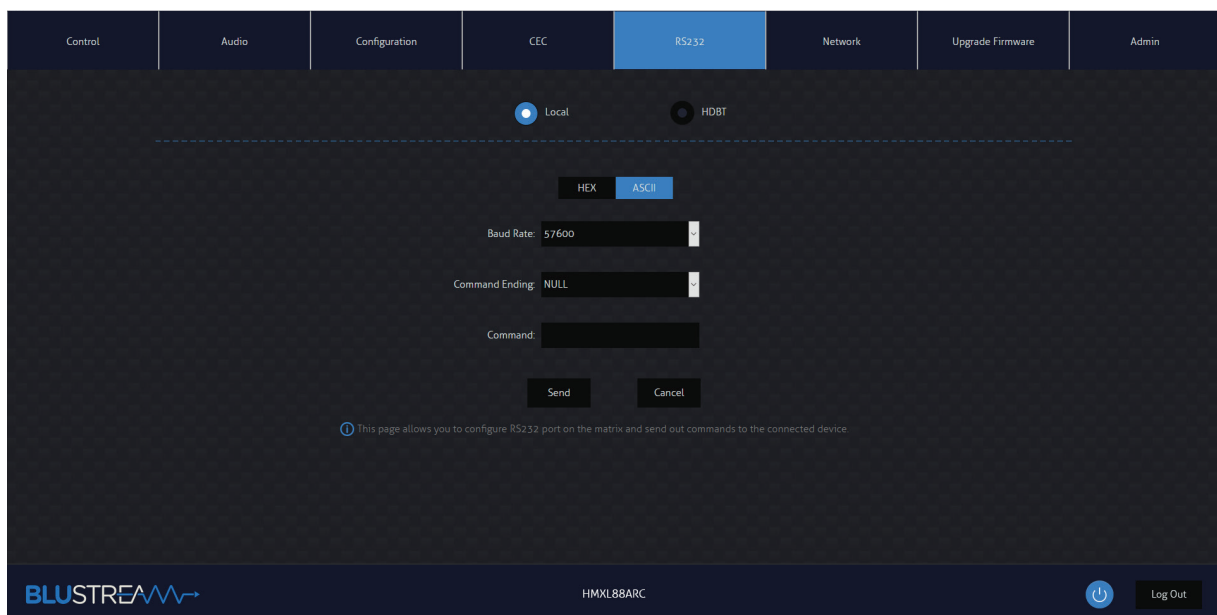 Control Audio Configuration CEC RS232 Network Upgrade Firmware Admin
Local HDBT
HEX ASCII
Baud Rate: 57600
Command Ending: NULL
Command:
Send Cancel
This page allows you to configure RS232 port on the matrix and send out commands to the connected device.
BLUSTREAM HMXL88ARC Log Out